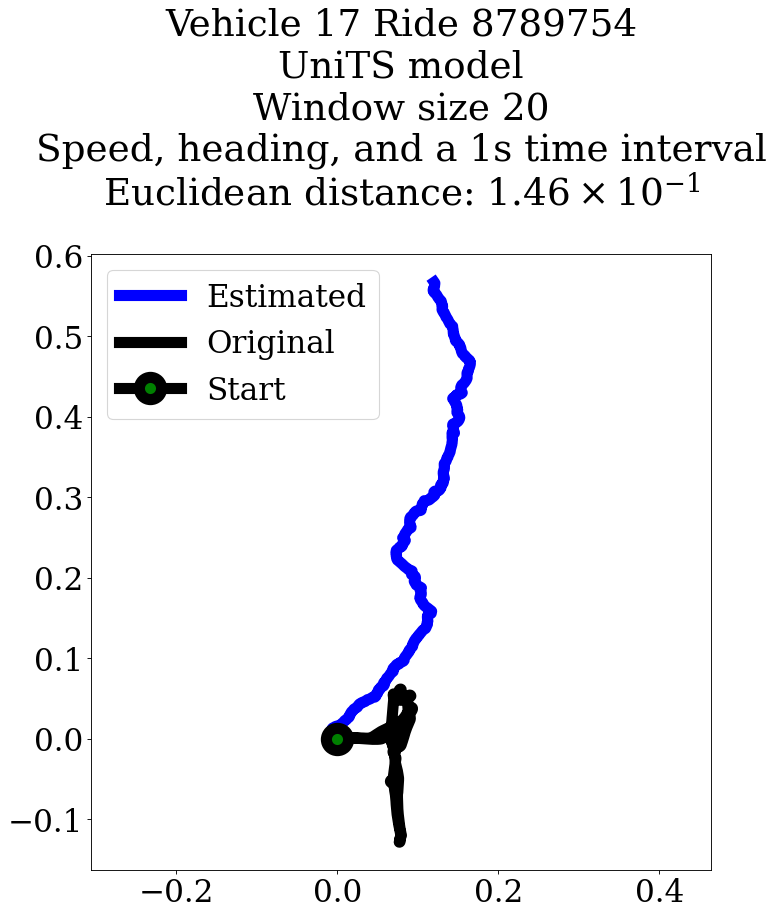 Vehicle 17 Ride 8789754
UniTS model
Window size 20
Speed, heading, and a 1s time interval
Euclidean distance: 1.46 × 10⁻¹
Estimated
Original
Start
0.6
0.5
0.4
0.3
0.2
0.1
0.0
−0.1
−0.2 0.0 0.2 0.4